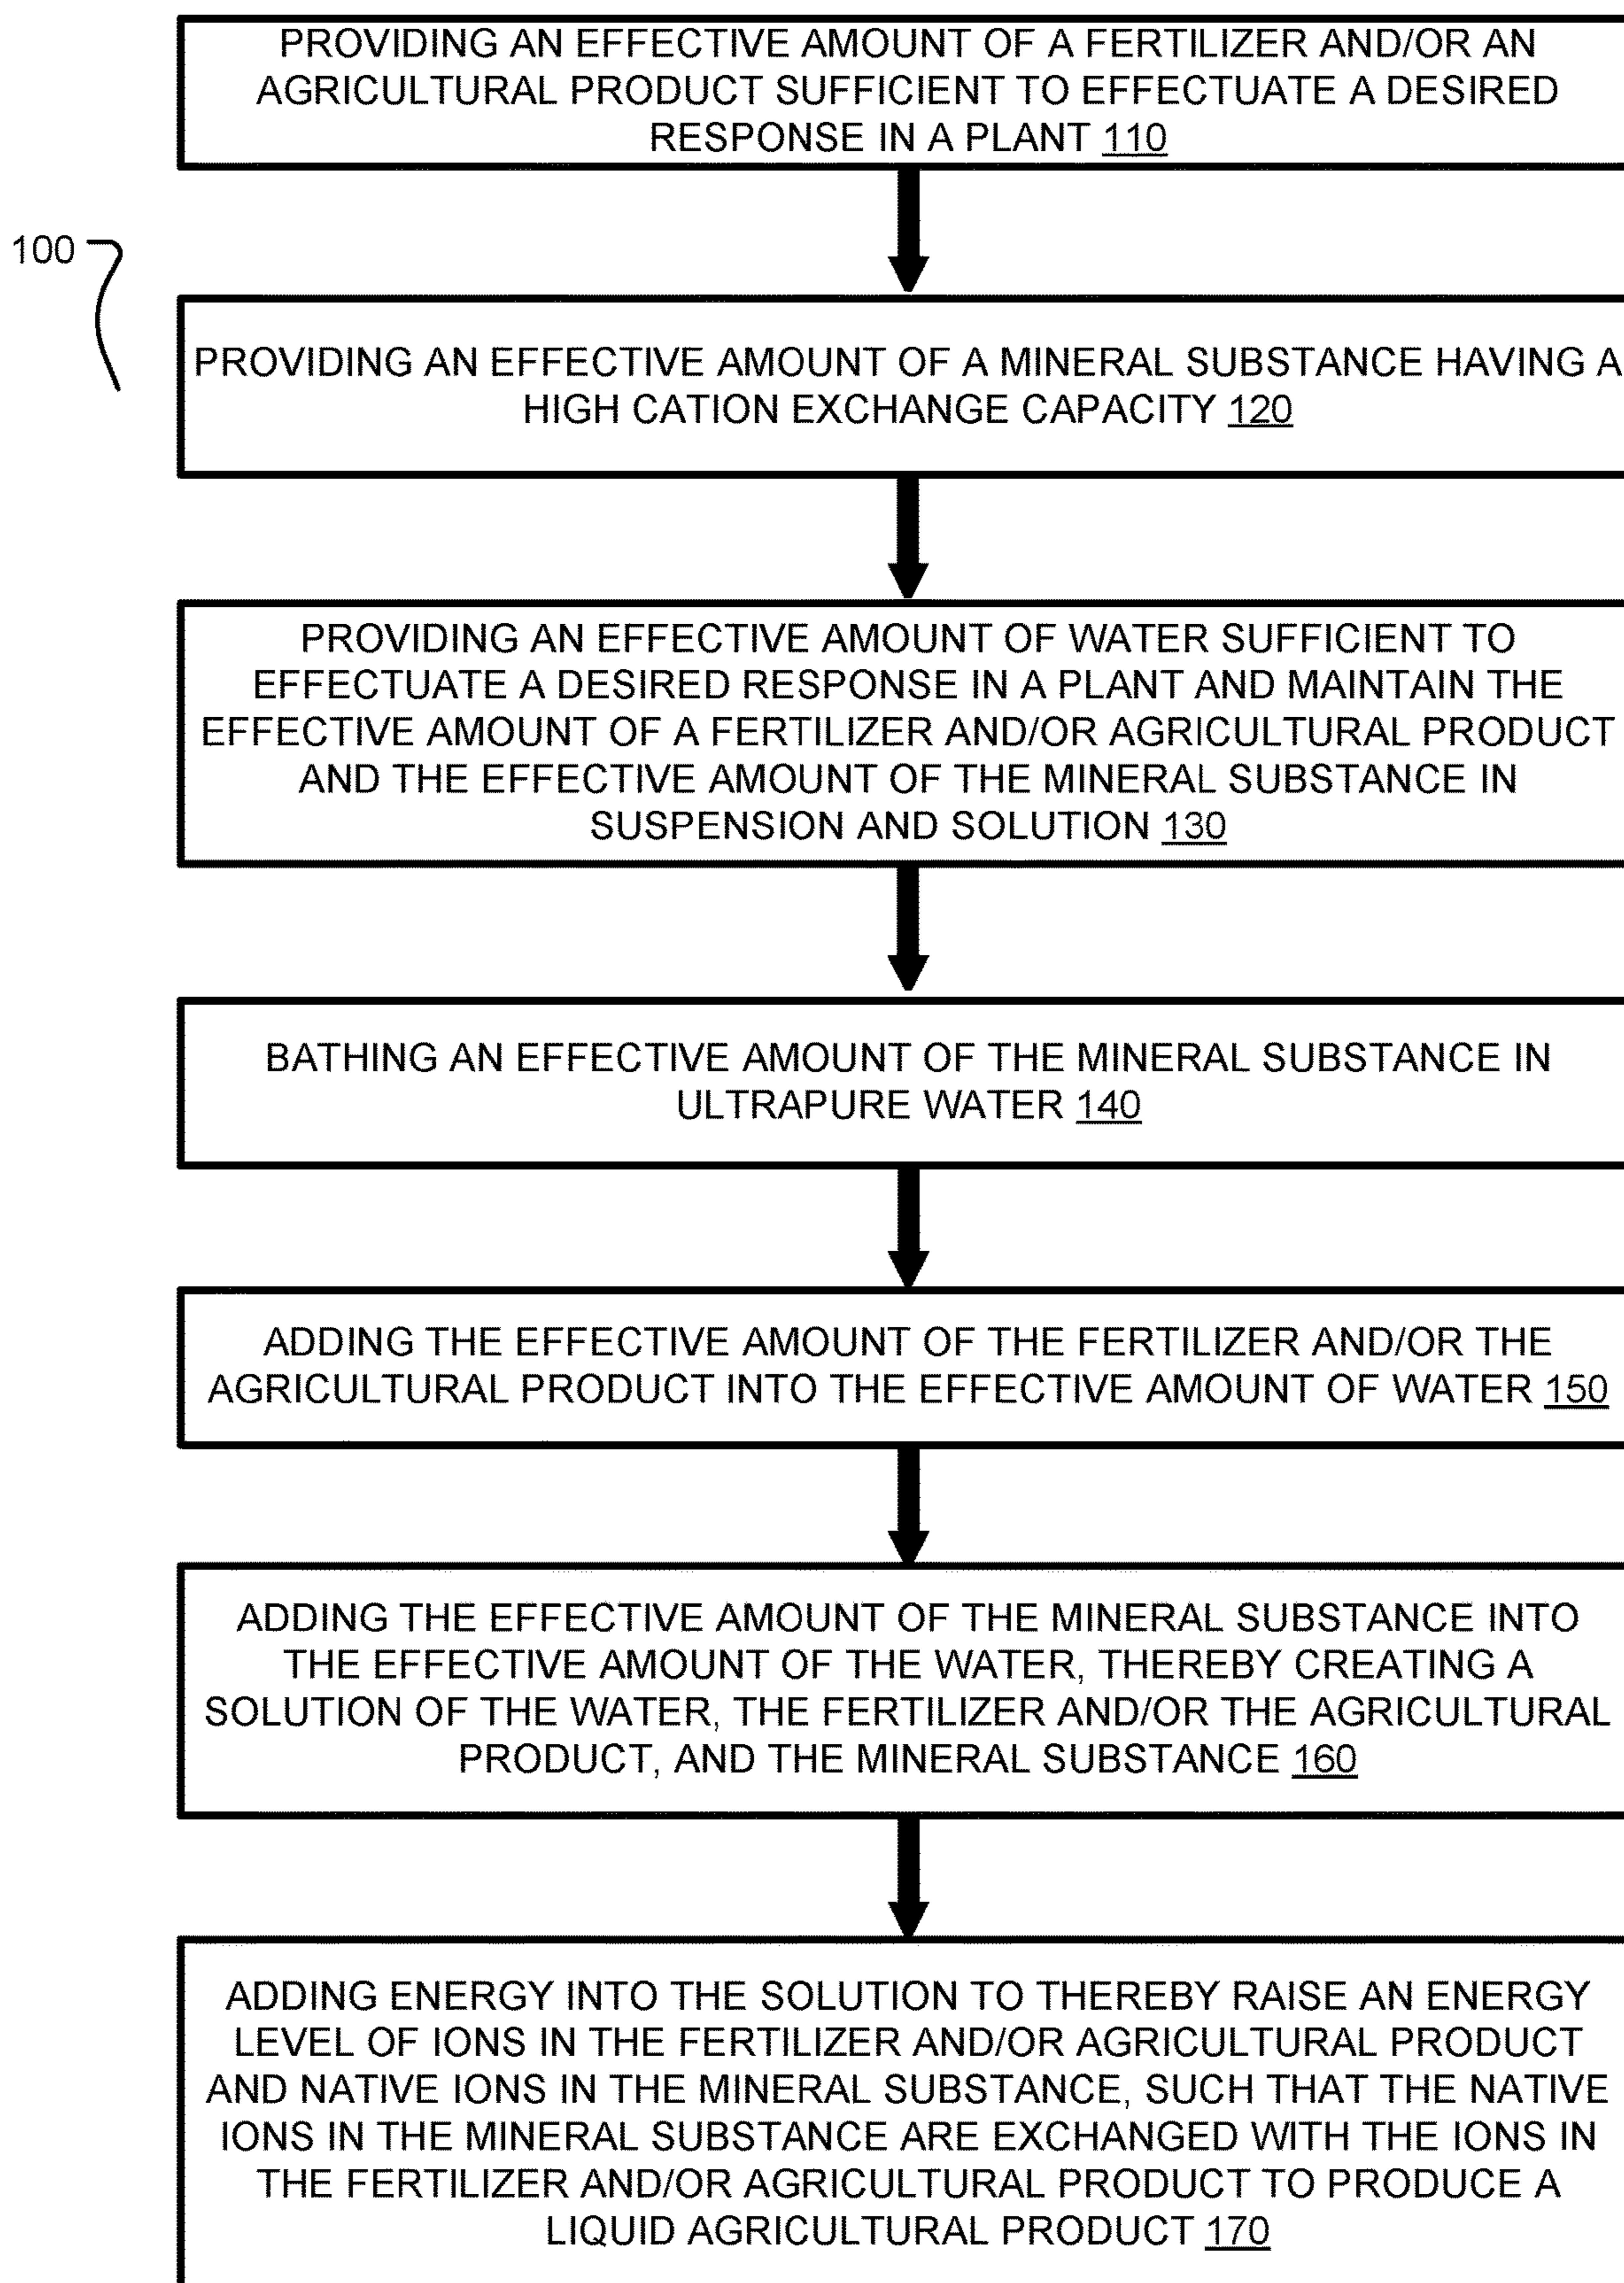 PROVIDING AN EFFECTIVE AMOUNT OF A FERTILIZER AND/OR AN
AGRICULTURAL PRODUCT SUFFICIENT TO EFFECTUATE A DESIRED
RESPONSE IN A PLANT 110
100
PROVIDING AN EFFECTIVE AMOUNT OF A MINERAL SUBSTANCE HAVING A
HIGH CATION EXCHANGE CAPACITY 120
PROVIDING AN EFFECTIVE AMOUNT OF WATER SUFFICIENT TO
EFFECTUATE A DESIRED RESPONSE IN A PLANT AND MAINTAIN THE
EFFECTIVE AMOUNT OF A FERTILIZER AND/OR AGRICULTURAL PRODUCT
AND THE EFFECTIVE AMOUNT OF THE MINERAL SUBSTANCE IN
SUSPENSION AND SOLUTION 130
BATHING AN EFFECTIVE AMOUNT OF THE MINERAL SUBSTANCE IN
ULTRAPURE WATER 140
ADDING THE EFFECTIVE AMOUNT OF THE FERTILIZER AND/OR THE
AGRICULTURAL PRODUCT INTO THE EFFECTIVE AMOUNT OF WATER 150
ADDING THE EFFECTIVE AMOUNT OF THE MINERAL SUBSTANCE INTO
THE EFFECTIVE AMOUNT OF THE WATER, THEREBY CREATING A
SOLUTION OF THE WATER, THE FERTILIZER AND/OR THE AGRICULTURAL
PRODUCT, AND THE MINERAL SUBSTANCE 160
ADDING ENERGY INTO THE SOLUTION TO THEREBY RAISE AN ENERGY
LEVEL OF IONS IN THE FERTILIZER AND/OR AGRICULTURAL PRODUCT
AND NATIVE IONS IN THE MINERAL SUBSTANCE, SUCH THAT THE NATIVE
IONS IN THE MINERAL SUBSTANCE ARE EXCHANGED WITH THE IONS IN
THE FERTILIZER AND/OR AGRICULTURAL PRODUCT TO PRODUCE A
LIQUID AGRICULTURAL PRODUCT 170